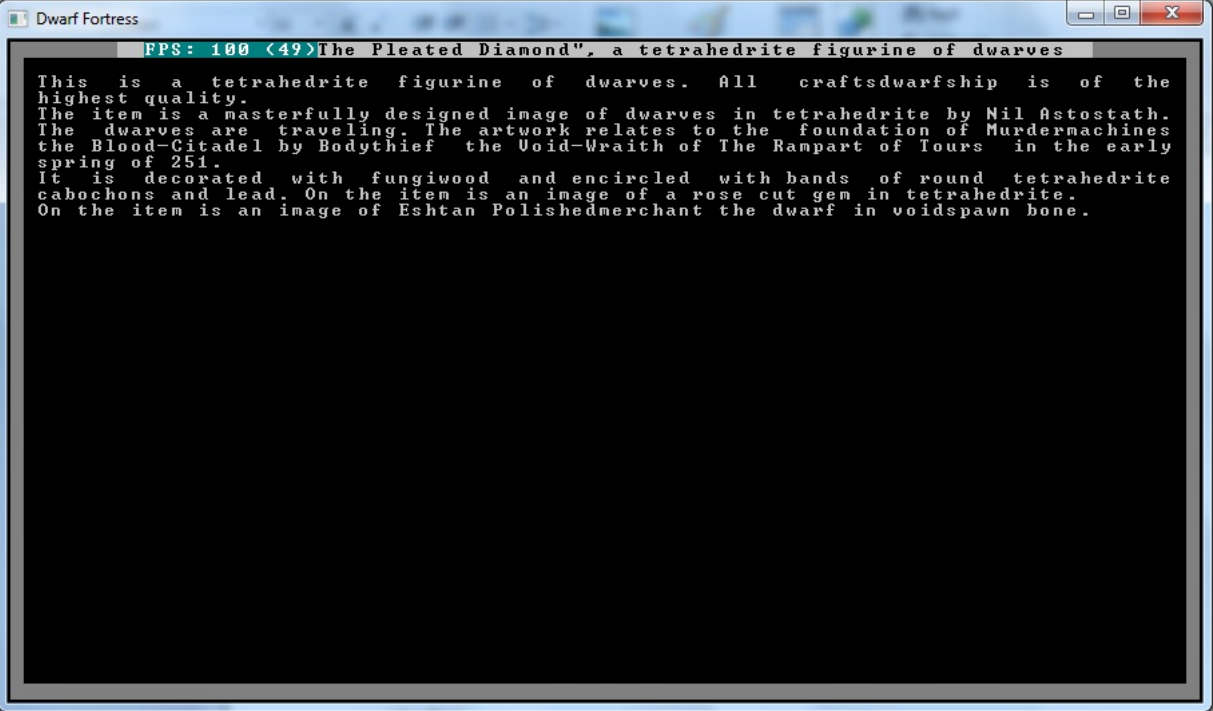 Dwarf Fortress
FPS: 100 (49)The Pleated Diamond", a tetrahedrite figurine of dwarves
This is a tetrahedrite figurine of dwarves. All craftsdwarfship is of the
highest quality.
The item is a masterfully designed image of dwarves in tetrahedrite by Nil Astostath.
The dwarves are traveling. The artwork relates to the foundation of Murdermachines
the Blood-Citadel by Bodythief the Void-Wraith of The Rampart of Tours in the early
spring of 251.
It is decorated with fungiwood and encircled with bands of round tetrahedrite
cabochons and lead. On the item is an image of a rose cut gem in tetrahedrite.
On the item is an image of Eshtan Polishedmerchant the dwarf in voidspawn bone.